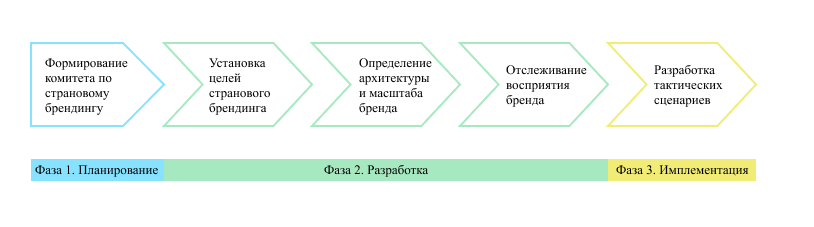 Формирование
комитета по
страновому
брендингу
Установка
целей
странового
брендинга
Определение
архитектуры
и масштаба
бренда
Отслеживание
восприятия
бренда
Разработка
тактических
сценариев
Фаза 1. Планирование
Фаза 2. Разработка
Фаза 3. Имплементация